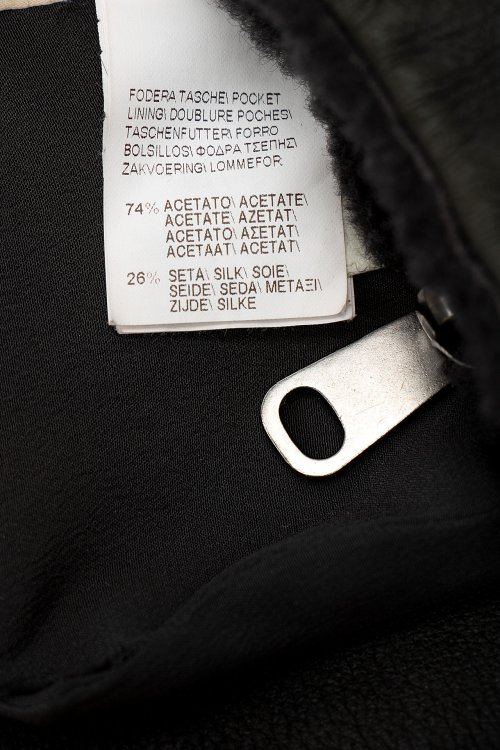 FODERA TASCHE\ POCKET
LINING\ DOUBLURE POCHES\
TASCHENFUTTER\ FORRO
BOLSILLOS\ ΦΟΔΡΑ ΤΣΕΠΗΣ\
ZAKVOERING\ LOMMEFOR
74% ACETATO\ ACETATE\
ACETATE\ AZETAT\
ACETATO\ ΑΣΕΤΑΤ\
ACETAAT\ ACETAT\
26% SETA\ SILK\ SOIE\
SEIDE\ SEDA\ ΜΕΤΑΞΙ\
ZIJDE\ SILKE